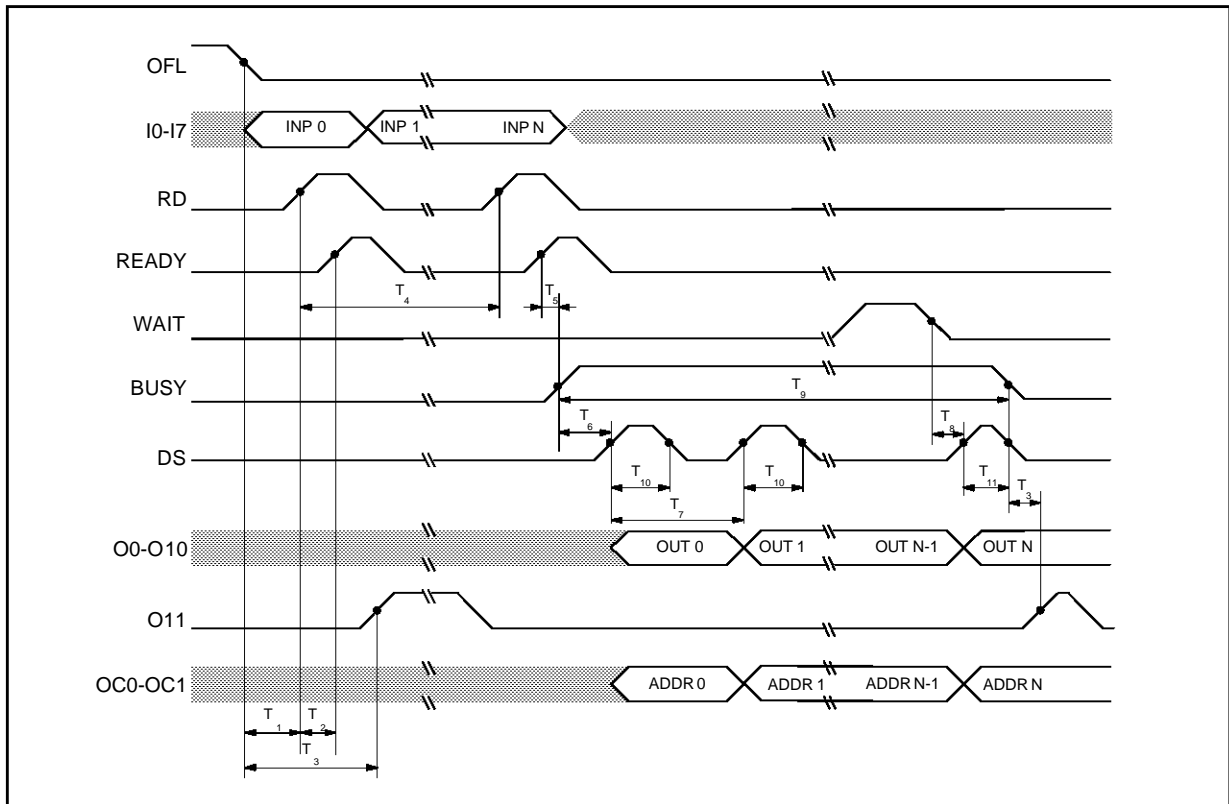 OFL
I0-I7
INP 0
INP 1
INP N
RD
READY
T4
T5
WAIT
BUSY
T9
T6
T8
DS
T10
T10
T11
T7
T3
O0-O10
OUT 0
OUT 1
OUT N-1
OUT N
O11
OC0-OC1
ADDR 0
ADDR 1
ADDR N-1
ADDR N
T1
T2
T3